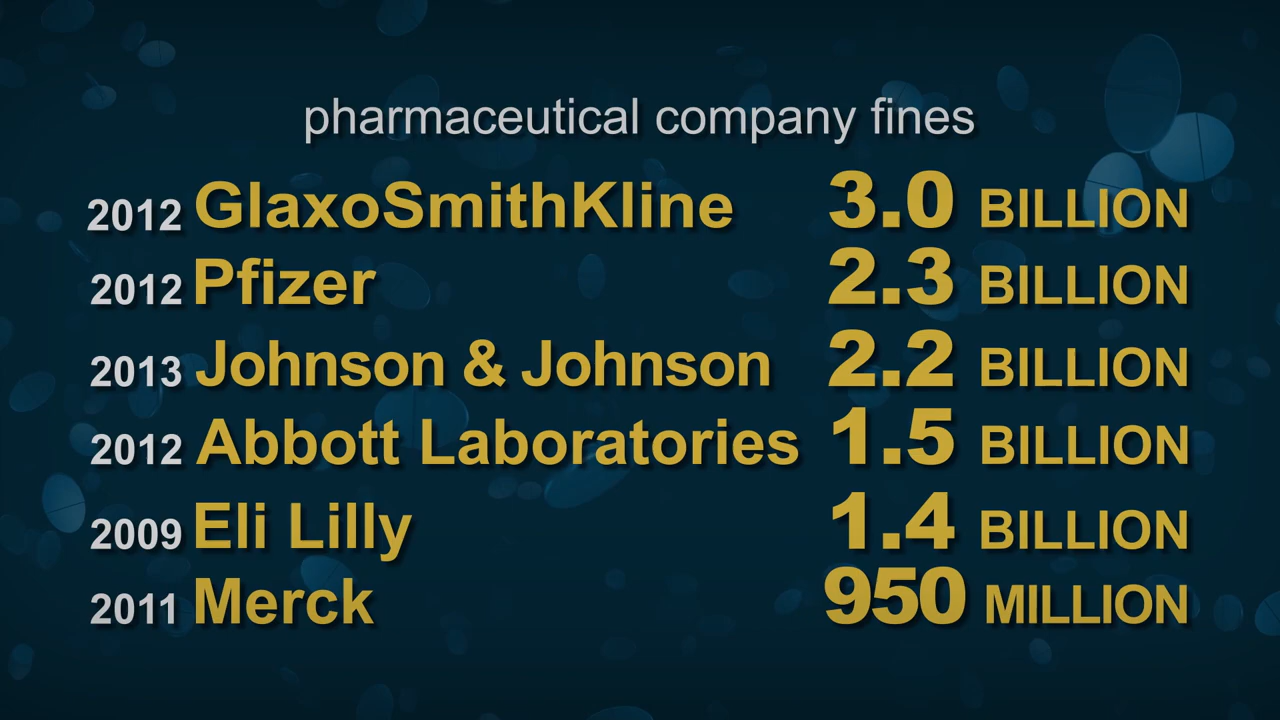 pharmaceutical company fines
2012 GlaxoSmithKline 3.0 BILLION
2012 Pfizer 2.3 BILLION
2013 Johnson & Johnson 2.2 BILLION
2012 Abbott Laboratories 1.5 BILLION
2009 Eli Lilly 1.4 BILLION
2011 Merck 950 MILLION